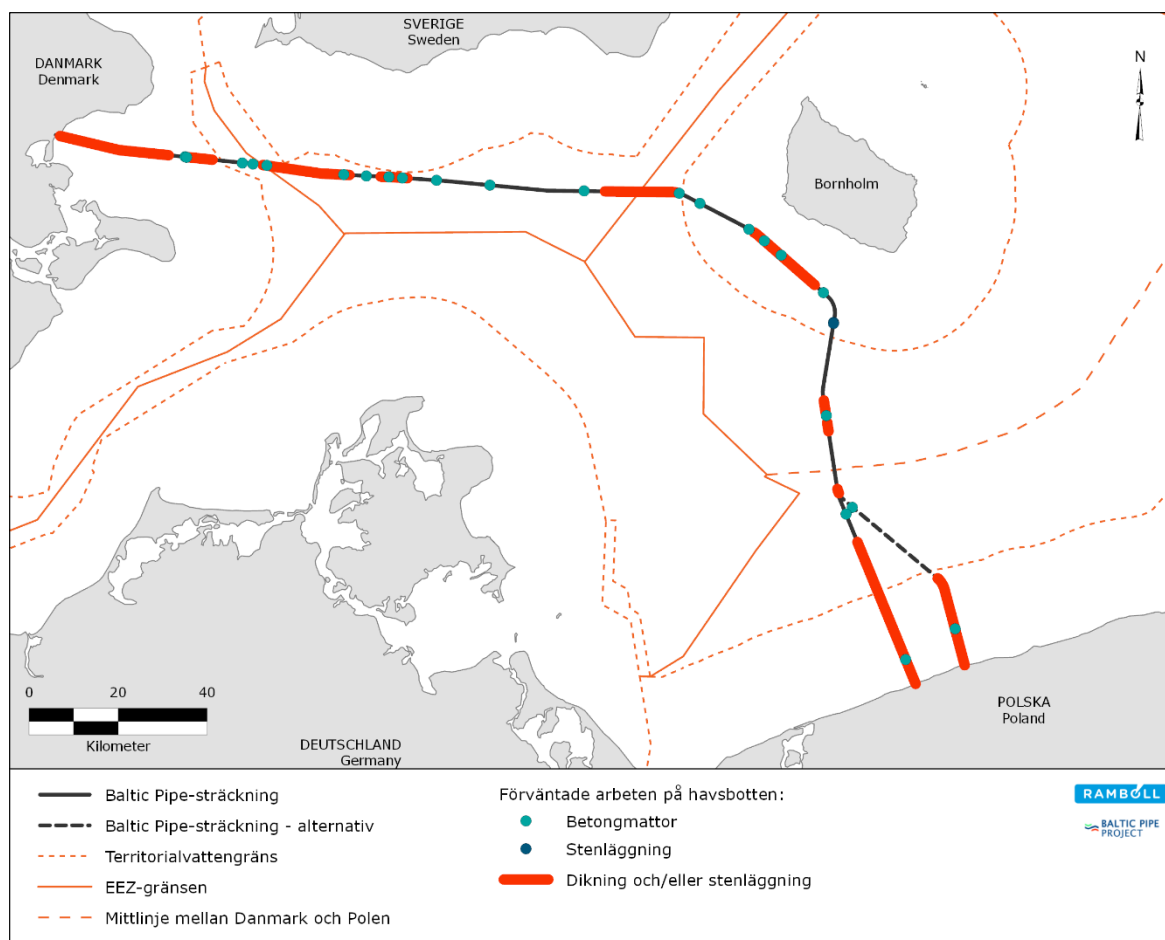 SVERIGE
Sweden
DANMARK
Denmark
N
Bornholm
0 20 40
Kilometer
DEUTSCHLAND
Germany
POLSKA
Poland
Baltic Pipe-sträckning
Baltic Pipe-sträckning - alternativ
Territorialvattengräns
EEZ-gränsen
Mittlinje mellan Danmark och Polen
Förväntade arbeten på havsbotten:
Betongmattor
Stenläggning
Dikning och/eller stenläggning
RAMBOLL
BALTIC PIPE
PROJECT